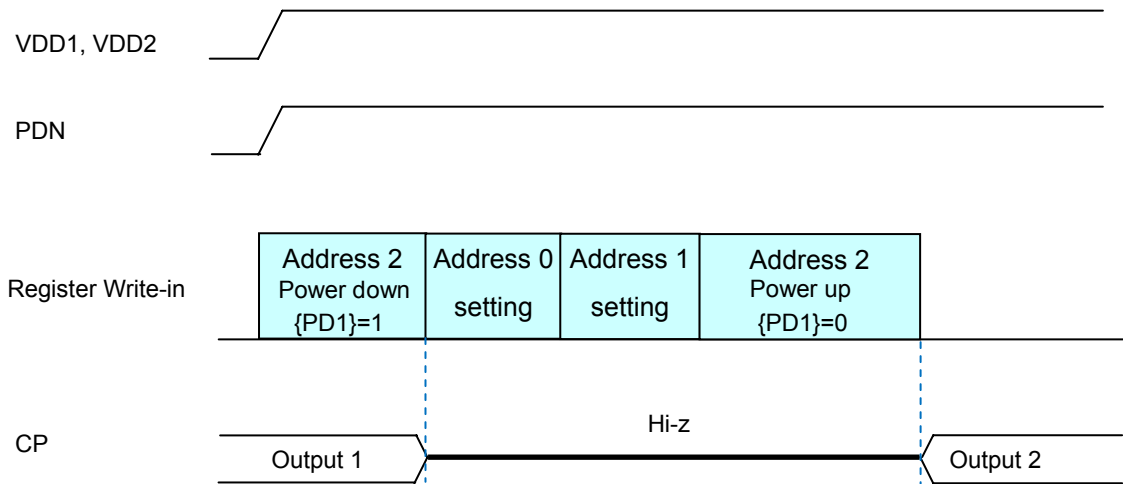 VDD1, VDD2
PDN
Register Write-in
Address 2
Power down
{PD1}=1
Address 0
setting
Address 1
setting
Address 2
Power up
{PD1}=0
CP
Output 1
Hi-z
Output 2